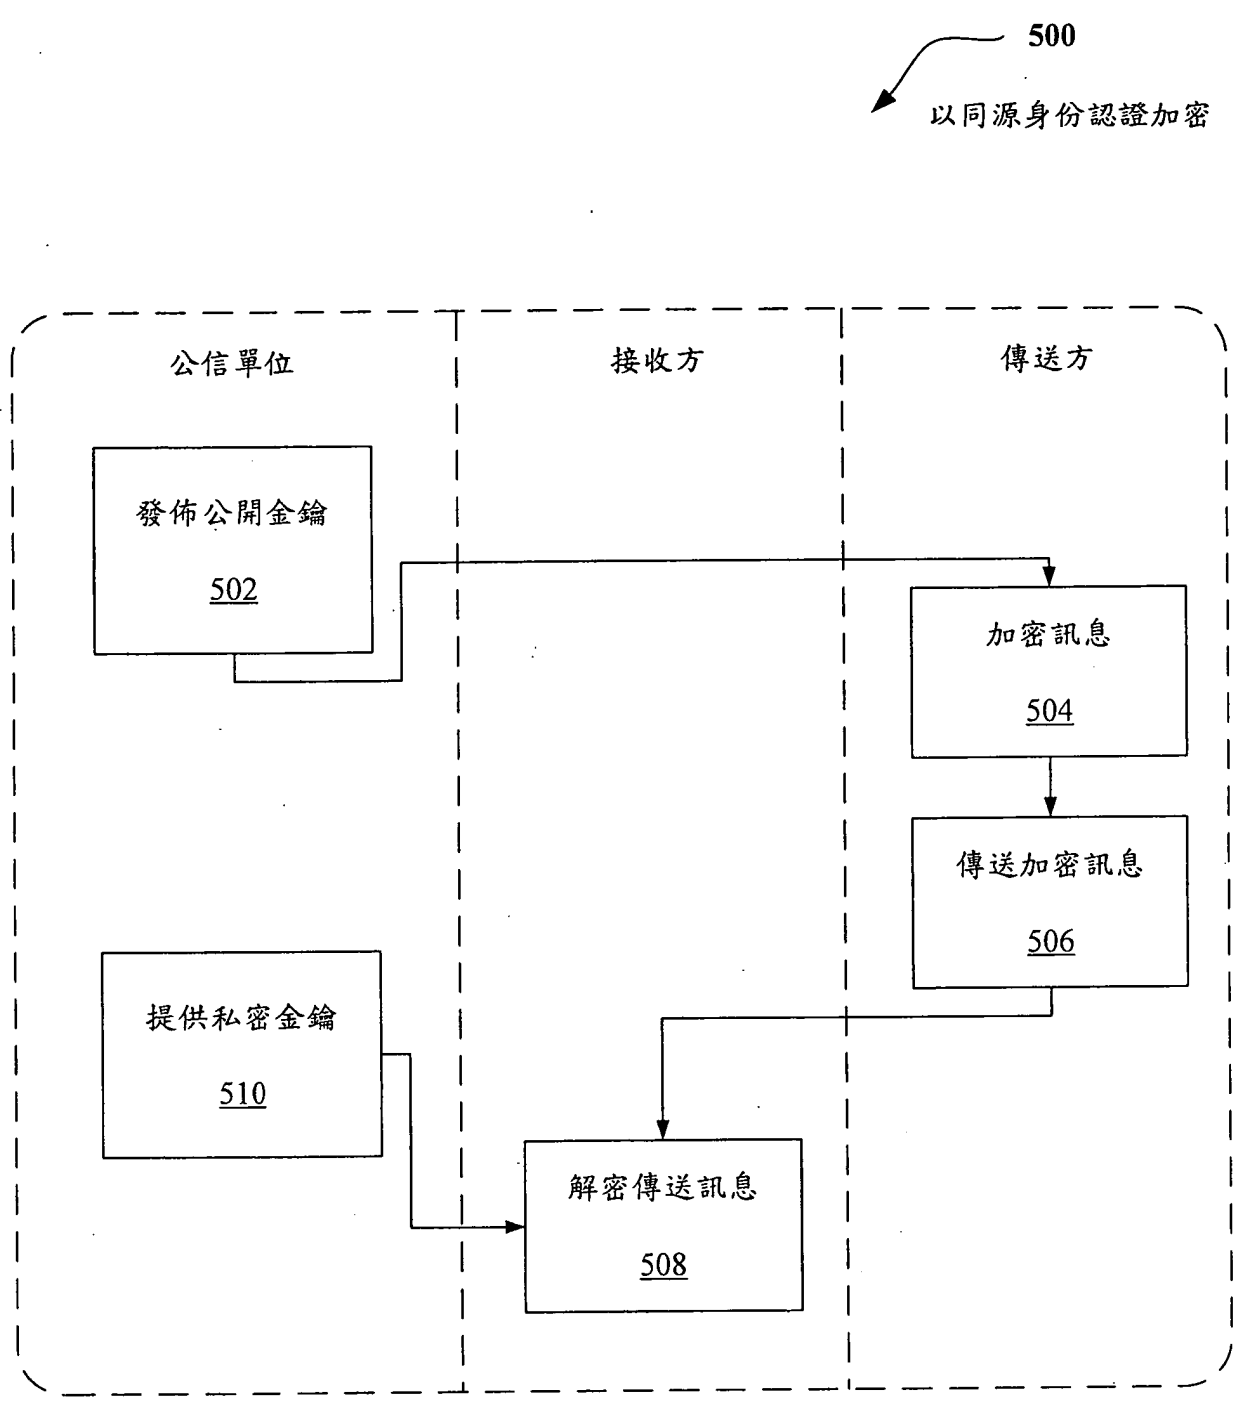 500
以同源身份認證加密
公信單位
接收方
傳送方
發佈公開金鑰
502
加密訊息
504
傳送加密訊息
506
提供私密金鑰
510
解密傳送訊息
508